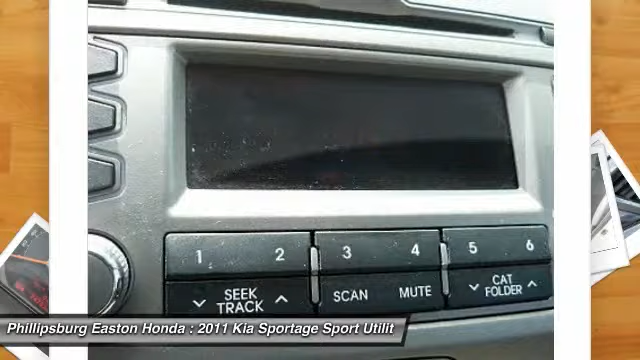 1 2 3 4 5 6
SEEK TRACK SCAN MUTE CAT FOLDER
Phillipsburg Easton Honda : 2011 Kia Sportage Sport Utilit